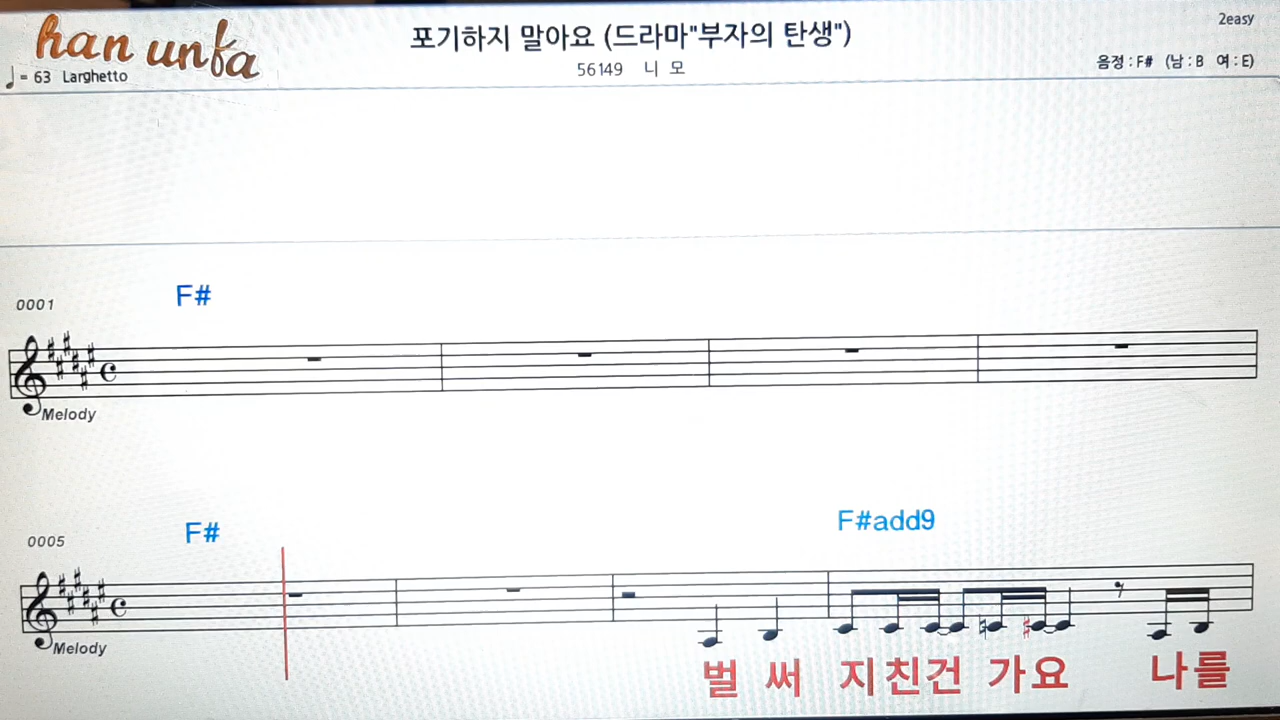 han unfa
포기하지 말아요 (드라마"부자의 탄생")
2easy
♩ = 63 Larghetto
56149 니 모
음정 : F# (남 : B 여 : E)
0001
F#
Melody
0005
F#
F#add9
Melody
벌 써 지친건 가요 나를